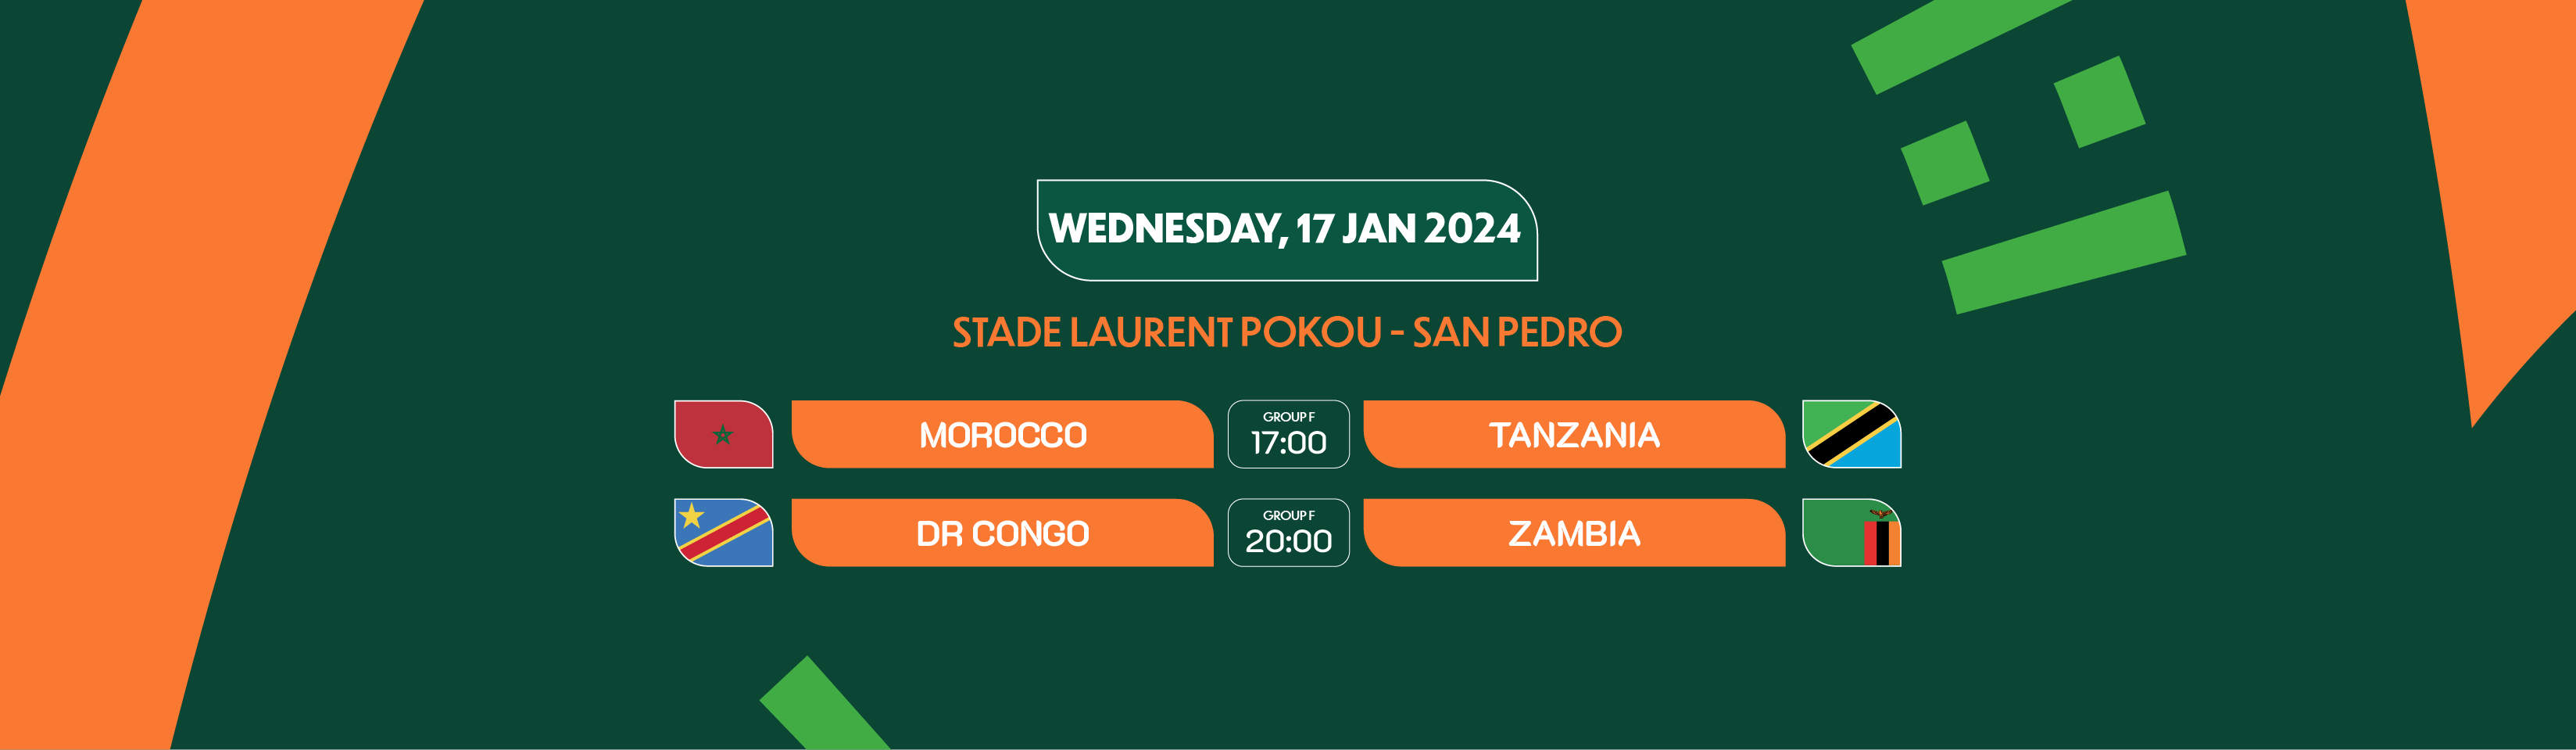 WEDNESDAY, 17 JAN 2024
STADE LAURENT POKOU - SAN PEDRO
MOROCCO
GROUP F
17:00
TANZANIA
DR CONGO
GROUP F
20:00
ZAMBIA